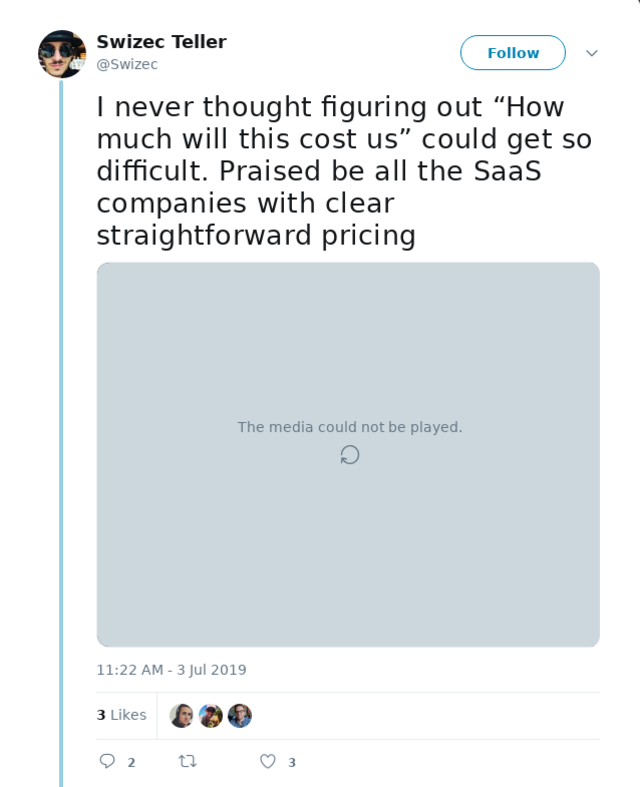 Swizec Teller
@Swizec
Follow
I never thought figuring out “How
much will this cost us” could get so
difficult. Praised be all the SaaS
companies with clear
straightforward pricing
The media could not be played.
11:22 AM - 3 Jul 2019
3 Likes
2 3